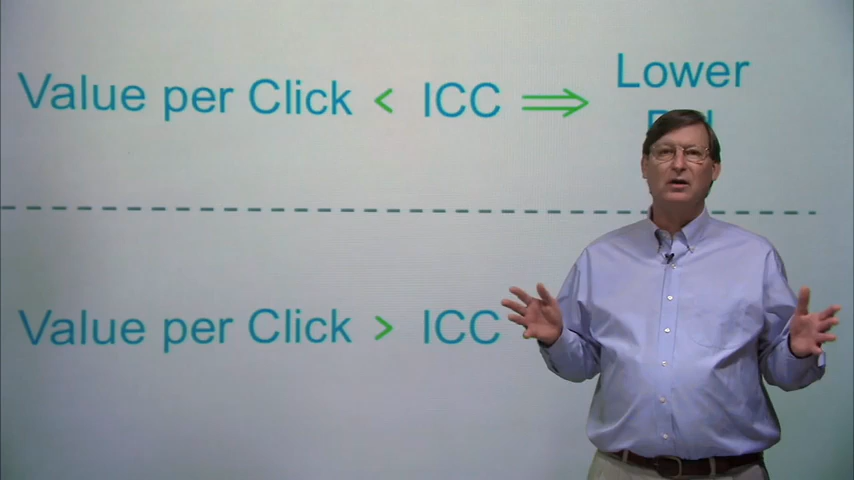 Value per Click < ICC ⇒ Lower
Value per Click > ICC